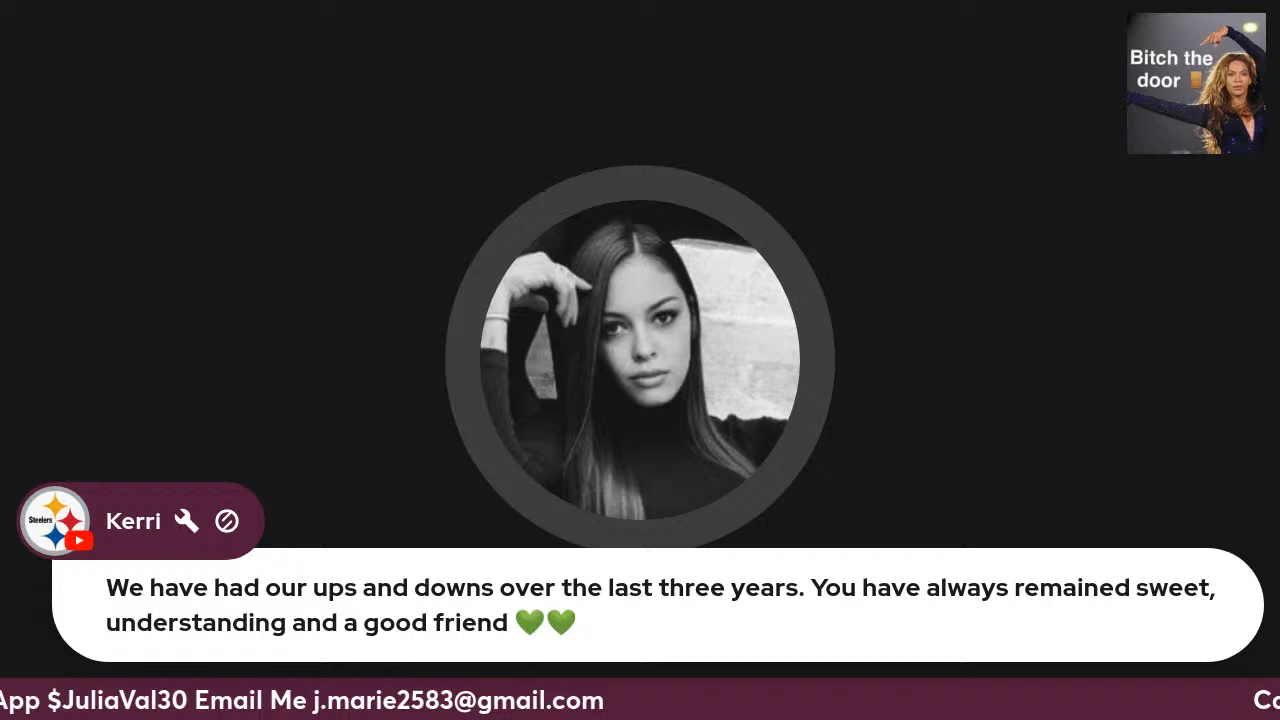 Bitch the
door
Steelers
Kerri
We have had our ups and downs over the last three years. You have always remained sweet,
understanding and a good friend 💚💚
App $JuliaVal30 Email Me j.marie2583@gmail.com
Ca